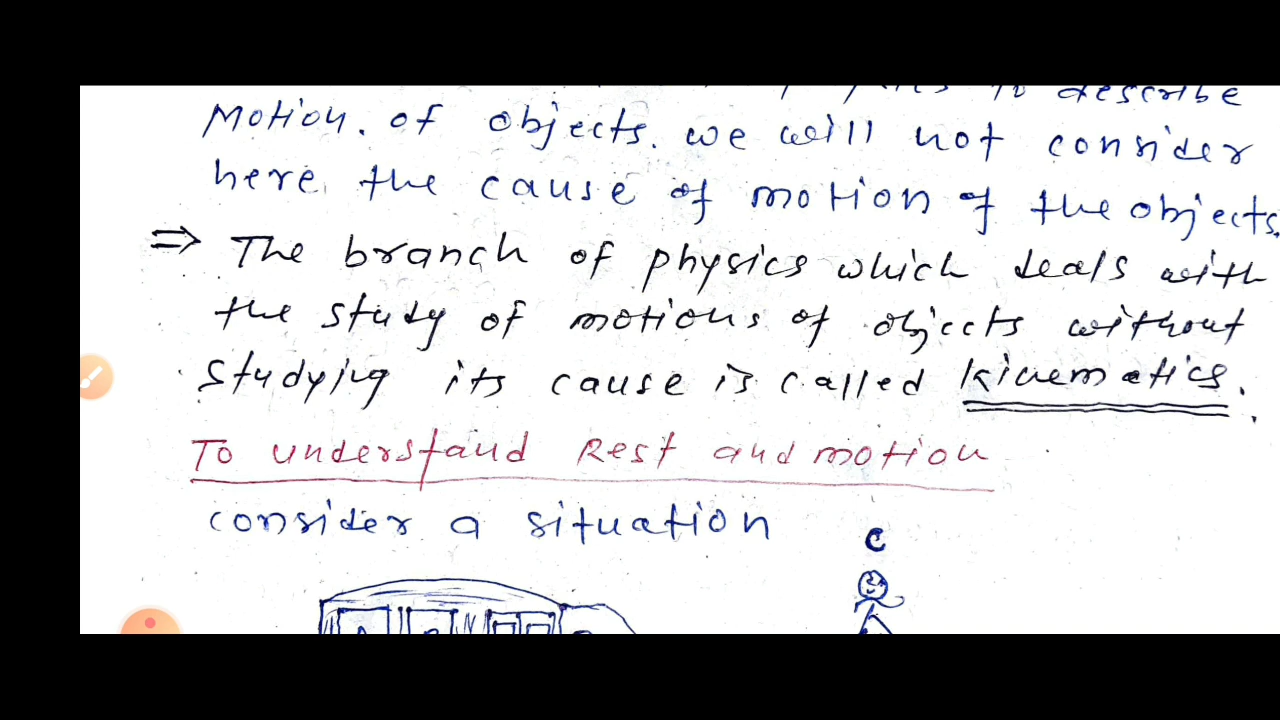 to describe
Motion. of objects. we will not consider
here the cause of motion of the objects.
⇒ The branch of physics which deals with
the study of motions of objects without
studying its cause is called kinematics.
To understand Rest and motion
consider a situation
C